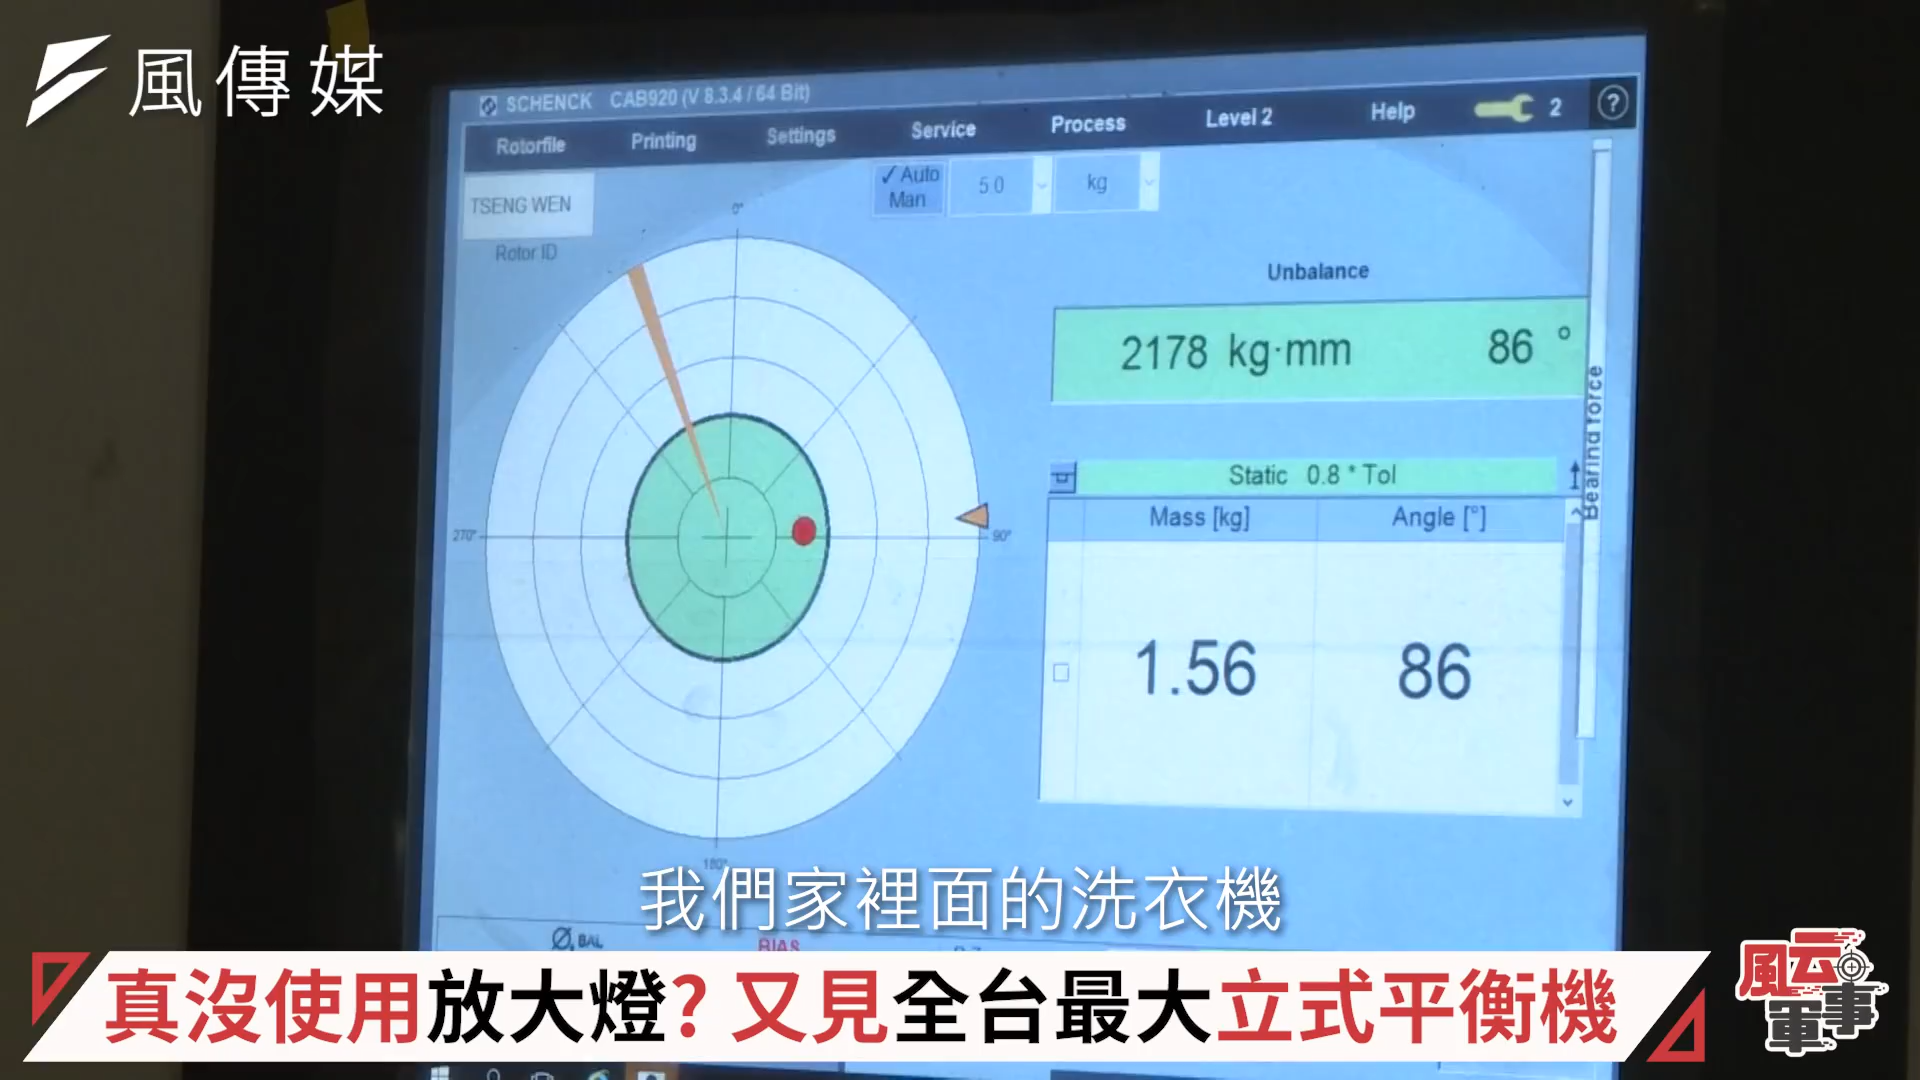 風傳媒
SCHENCK CAB920 (V 8.3.4 / 64 Bit)
Rotorfile Printing Settings Service Process Level 2 Help 2 ?
✓Auto
Man
5.0 kg
TSENG WEN
Rotor ID
0°
Unbalance
2178 kg·mm 86 °
Bearing force
Static 0.8 * Tol
Mass [kg] Angle [°]
270° 90°
1.56 86
180°
我們家裡面的洗衣機
BAL BIAS
真沒使用放大燈?又見全台最大立式平衡機
風云軍事